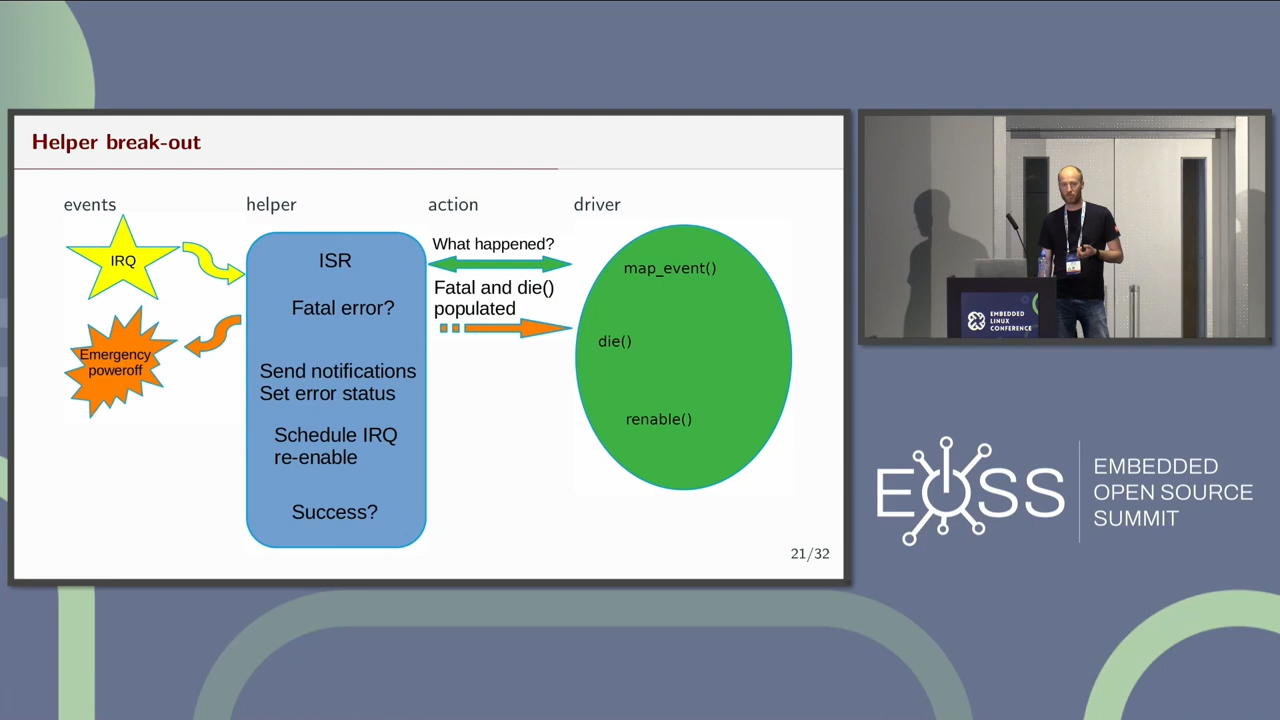 Helper break-out
events
helper
action
driver
IRQ
Emergency
poweroff
ISR
Fatal error?
Send notifications
Set error status
Schedule IRQ
re-enable
Success?
What happened?
Fatal and die()
populated
map_event()
die()
renable()
21/32
EMBEDDED
LINUX
CONFERENCE
EOSS
EMBEDDED
OPEN SOURCE
SUMMIT